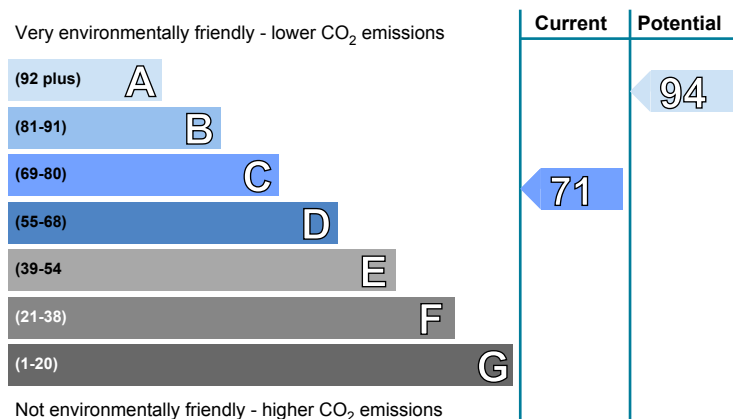 Very environmentally friendly - lower CO2 emissions
Current
Potential
(92 plus) A
94
(81-91) B
(69-80) C
71
(55-68) D
(39-54 E
(21-38) F
(1-20) G
Not environmentally friendly - higher CO2 emissions